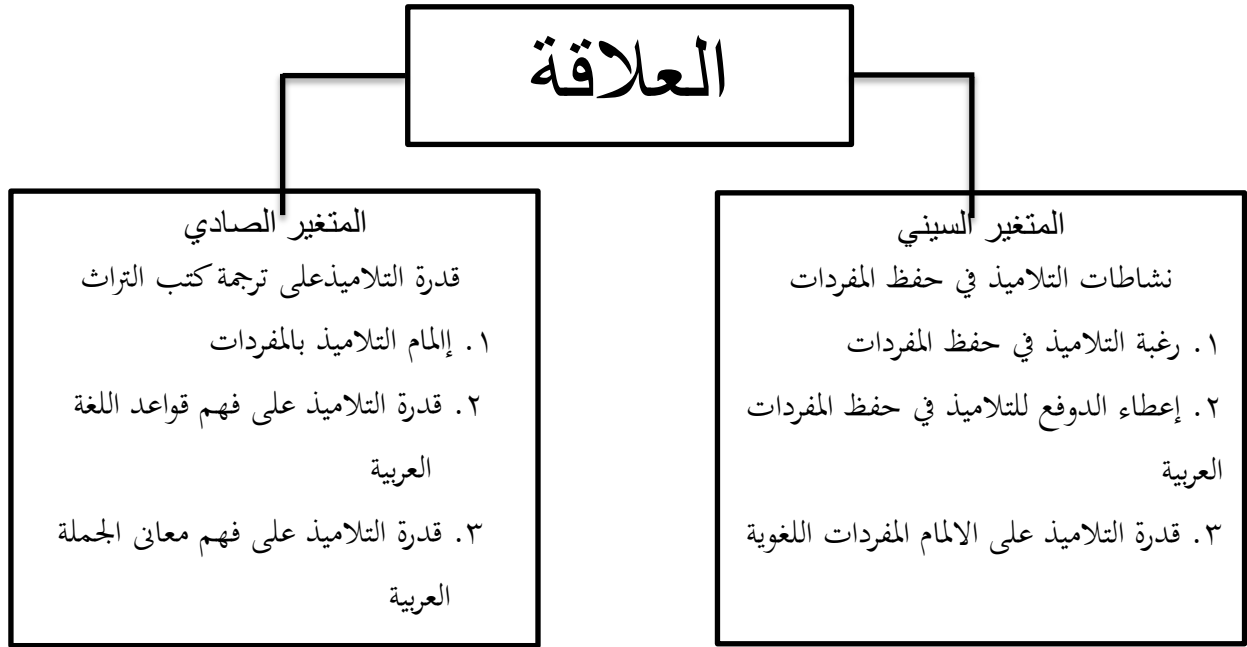 العلاقة
المتغير السيني
نشاطات التلاميذ في حفظ المفردات
١. رغبة التلاميذ في حفظ المفردات
٢. إعطاء الدوفع للتلاميذ في حفظ المفردات
العربية
٣. قدرة التلاميذ على الالمام المفردات اللغوية
المتغير الصادي
قدرة التلاميذعلى ترجمة كتب التراث
١. إالمام التلاميذ بالمفردات
٢. قدرة التلاميذ على فهم قواعد اللغة
العربية
٣. قدرة التلاميذ على فهم معانى الجملة
العربية